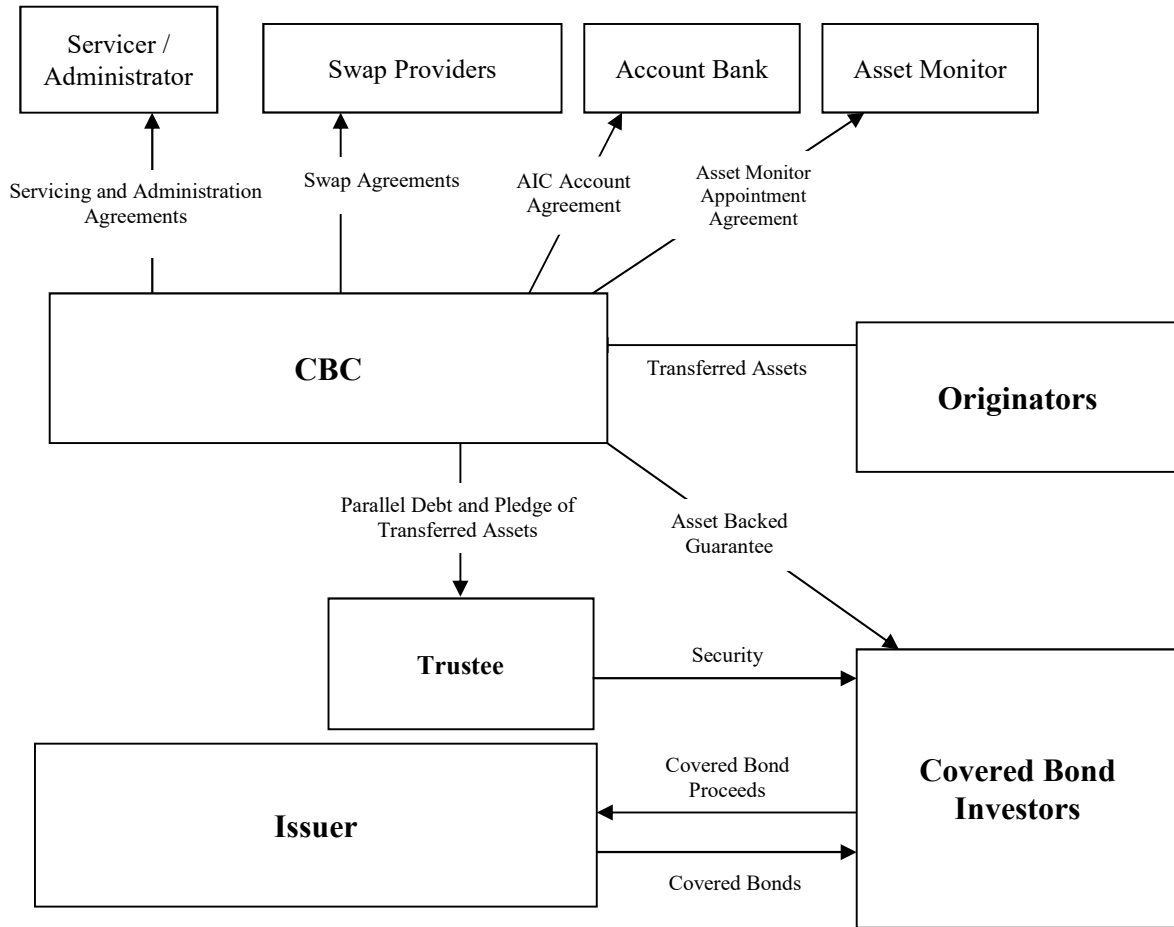 Servicer /
Administrator
Swap Providers
Account Bank
Asset Monitor
Servicing and Administration
Agreements
Swap Agreements
AIC Account
Agreement
Asset Monitor
Appointment
Agreement
CBC
Transferred Assets
Originators
Parallel Debt and Pledge of
Transferred Assets
Asset Backed
Guarantee
Trustee
Security
Covered Bond
Proceeds
Covered Bond
Investors
Issuer
Covered Bonds